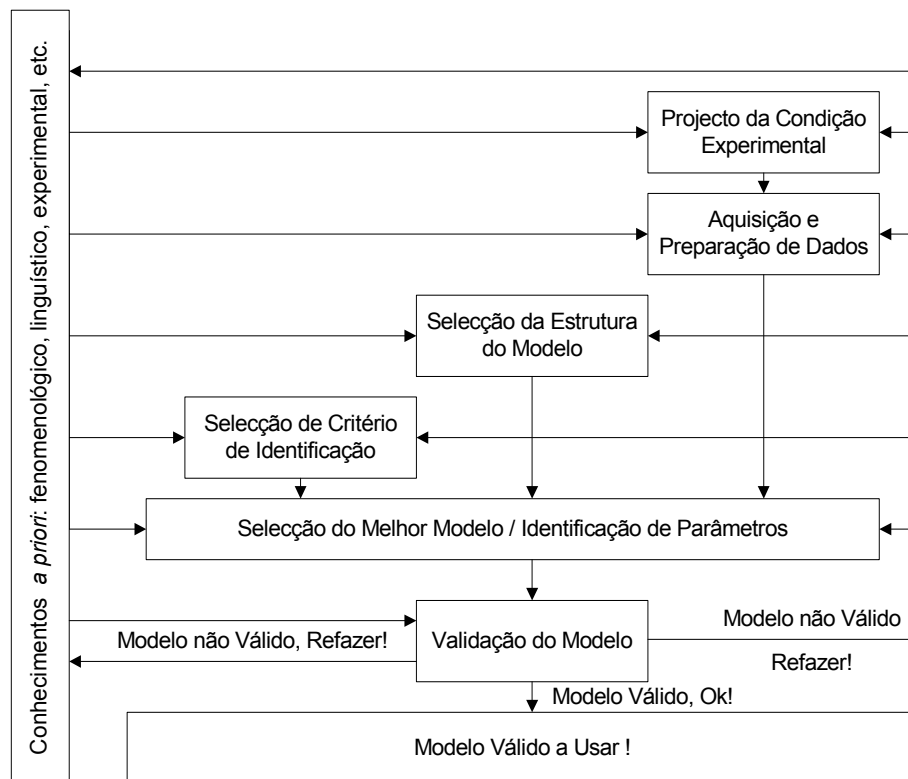 Conhecimentos a priori: fenomenológico, linguístico, experimental, etc.
Projecto da Condição
Experimental
Aquisição e
Preparação de Dados
Selecção da Estrutura
do Modelo
Selecção de Critério
de Identificação
Selecção do Melhor Modelo / Identificação de Parâmetros
Modelo não Válido, Refazer!
Validação do Modelo
Modelo não Válido
Refazer!
Modelo Válido, Ok!
Modelo Válido a Usar !